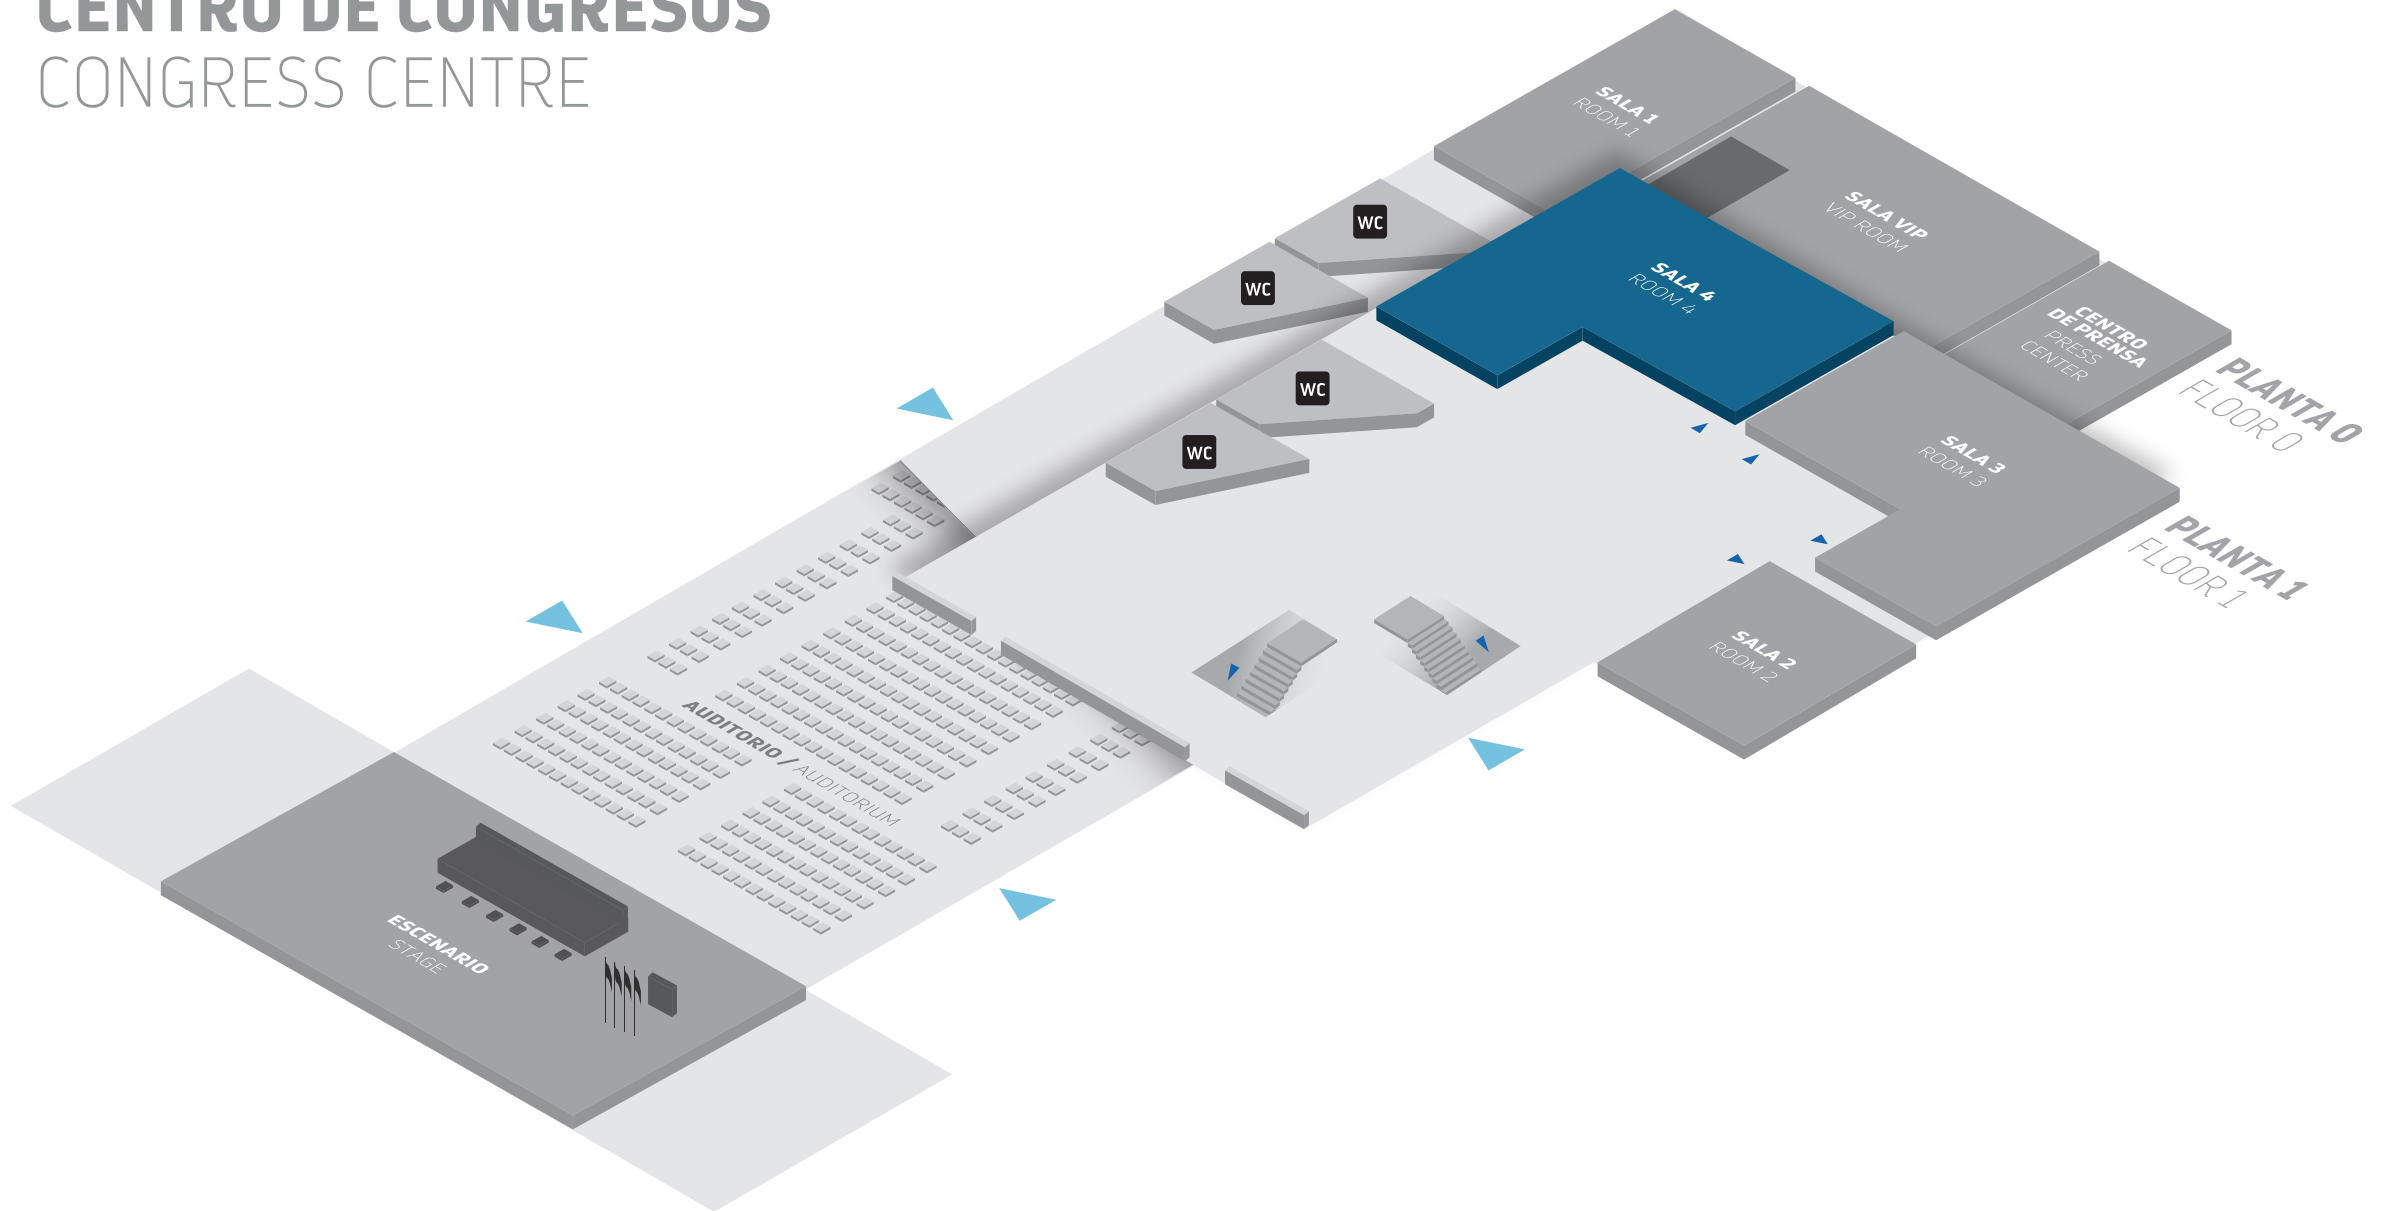 CENTRO DE CONGRESOS
CONGRESS CENTRE
SALA 1
ROOM 1
SALA VIP
VIP ROOM
WC
WC
SALA 4
ROOM 4
CENTRO
DE PRENSA
PRESS
CENTER
PLANTA 0
FLOOR 0
WC
WC
SALA 3
ROOM 3
PLANTA 1
FLOOR 1
SALA 2
ROOM 2
AUDITORIO / AUDITORIUM
ESCENARIO
STAGE